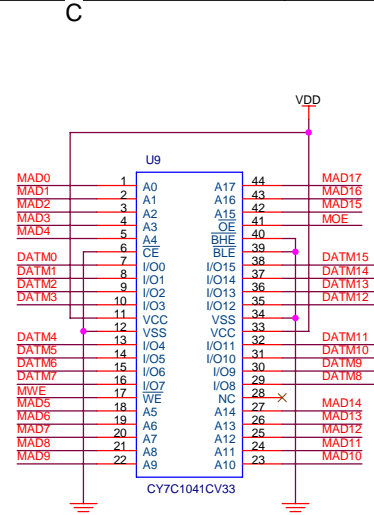 C
VDD
U9
MAD0 1 A0 A17 44 MAD17
MAD1 2 A1 A16 43 MAD16
MAD2 3 A2 A15 42 MAD15
MAD3 4 A3 OE 41 MOE
MAD4 5 A4 BHE 40
6 CE BLE 39
DATM0 7 I/O0 I/O15 38 DATM15
DATM1 8 I/O1 I/O14 37 DATM14
DATM2 9 I/O2 I/O13 36 DATM13
DATM3 10 I/O3 I/O12 35 DATM12
11 VCC VSS 34
12 VSS VCC 33
DATM4 13 I/O4 I/O11 32 DATM11
DATM5 14 I/O5 I/O10 31 DATM10
DATM6 15 I/O6 I/O9 30 DATM9
DATM7 16 I/O7 I/O8 29 DATM8
MWE 17 WE NC 28
MAD5 18 A5 A14 27 MAD14
MAD6 19 A6 A13 26 MAD13
MAD7 20 A7 A12 25 MAD12
MAD8 21 A8 A11 24 MAD11
MAD9 22 A9 A10 23 MAD10
CY7C1041CV33